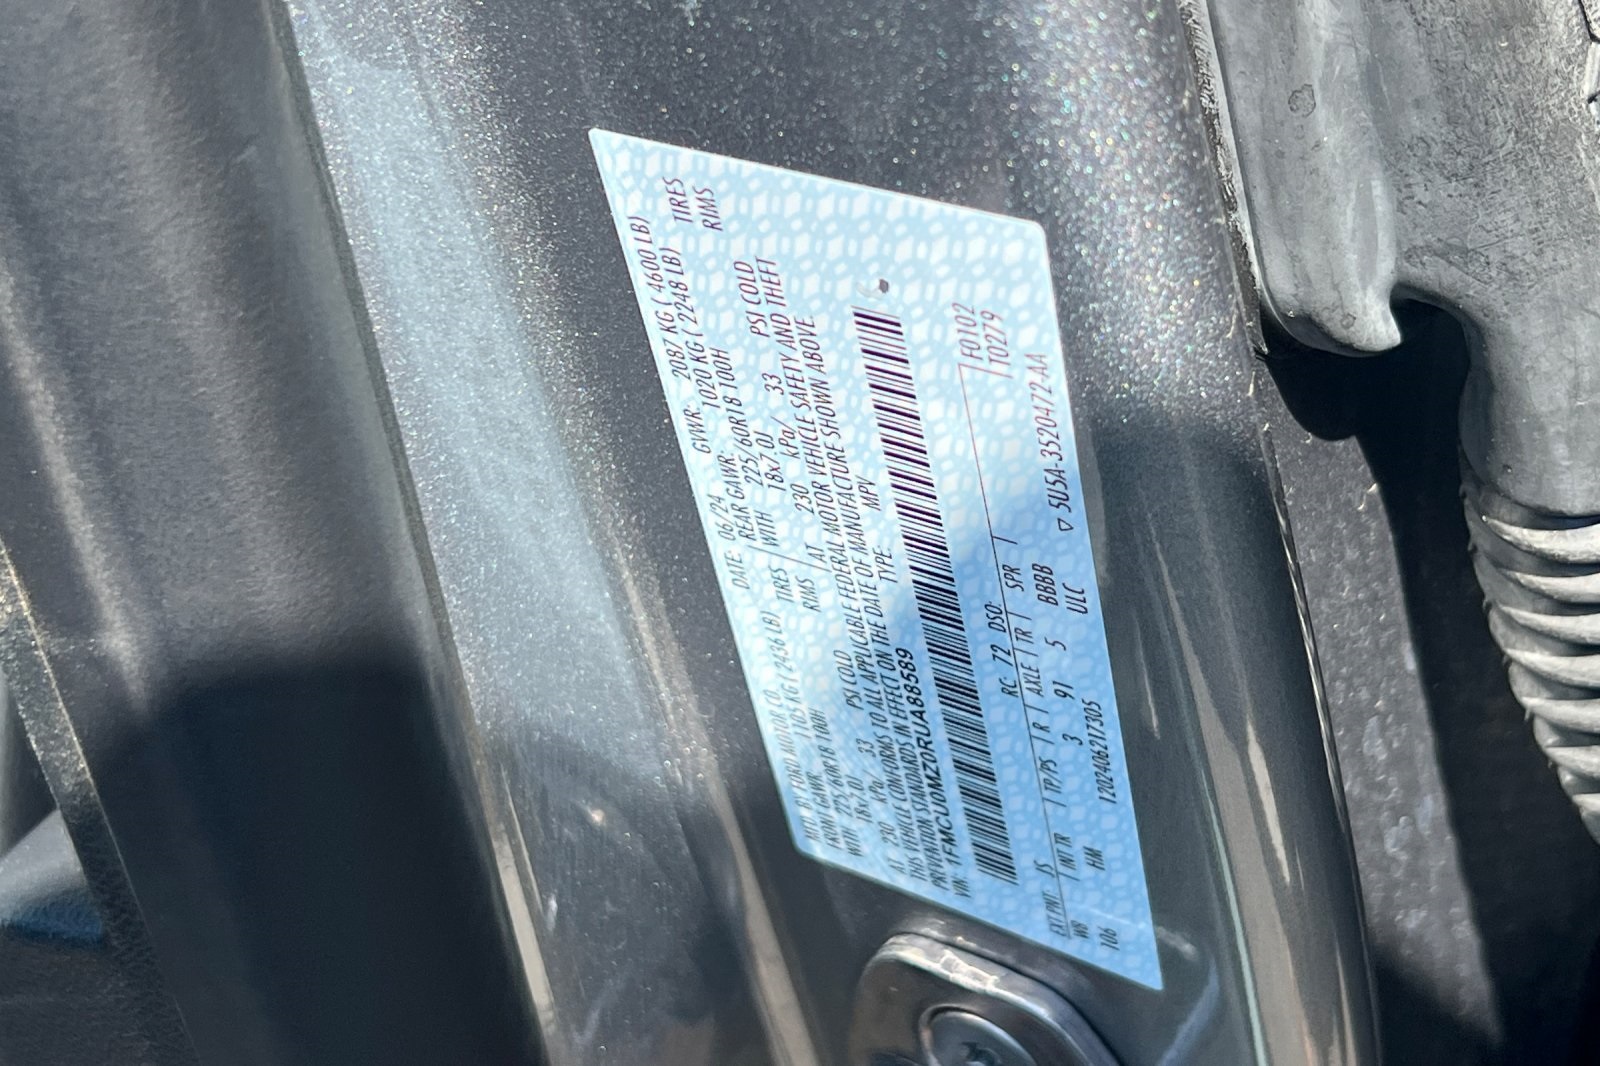 MFD. BY FORD MOTOR CO. DATE: 06/24 GVWR: 2087 KG ( 4600 LB)
FRONT GAWR: 1105 KG ( 2436 LB) REAR GAWR: 1020 KG ( 2248 LB)
WITH 225/60R18 100H TIRES WITH 225/60R18 100H TIRES
18x7.0J RIMS 18x7.0J RIMS
AT 230 kPa/ 33 PSI COLD AT 230 kPa/ 33 PSI COLD
THIS VEHICLE CONFORMS TO ALL APPLICABLE FEDERAL MOTOR VEHICLE SAFETY AND THEFT
PREVENTION STANDARDS IN EFFECT ON THE DATE OF MANUFACTURE SHOWN ABOVE.
VIN: 1FMCU0MZ0RUA88589 TYPE: MPV
F0102
T0279
EXT PNT: JS RC: 72 DSO:
WB INT TR TP/PS R AXLE TR SPR
106 HM 3 91 5 BBBB
1202406217305 ULC ▽ 5U5A-3520472-AA